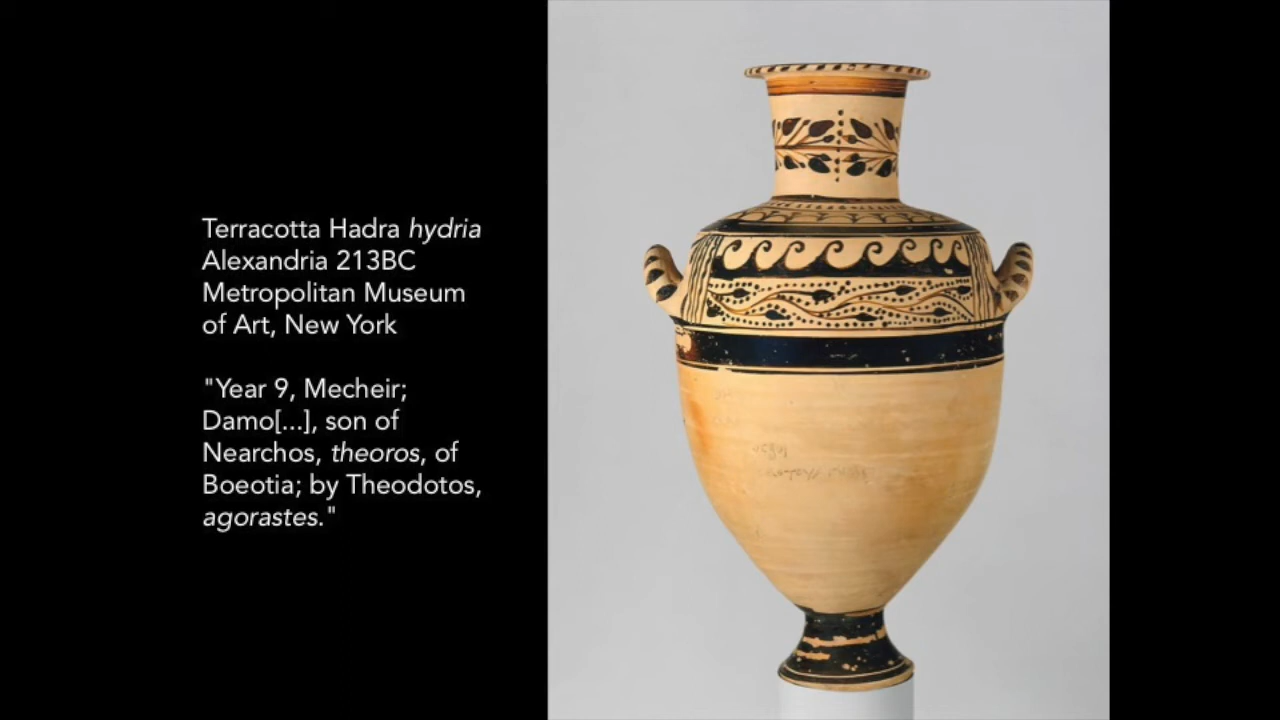 Terracotta Hadra hydria
Alexandria 213BC
Metropolitan Museum
of Art, New York
"Year 9, Mecheir;
Damo[...], son of
Nearchos, theoros, of
Boeotia; by Theodotos,
agorastes."